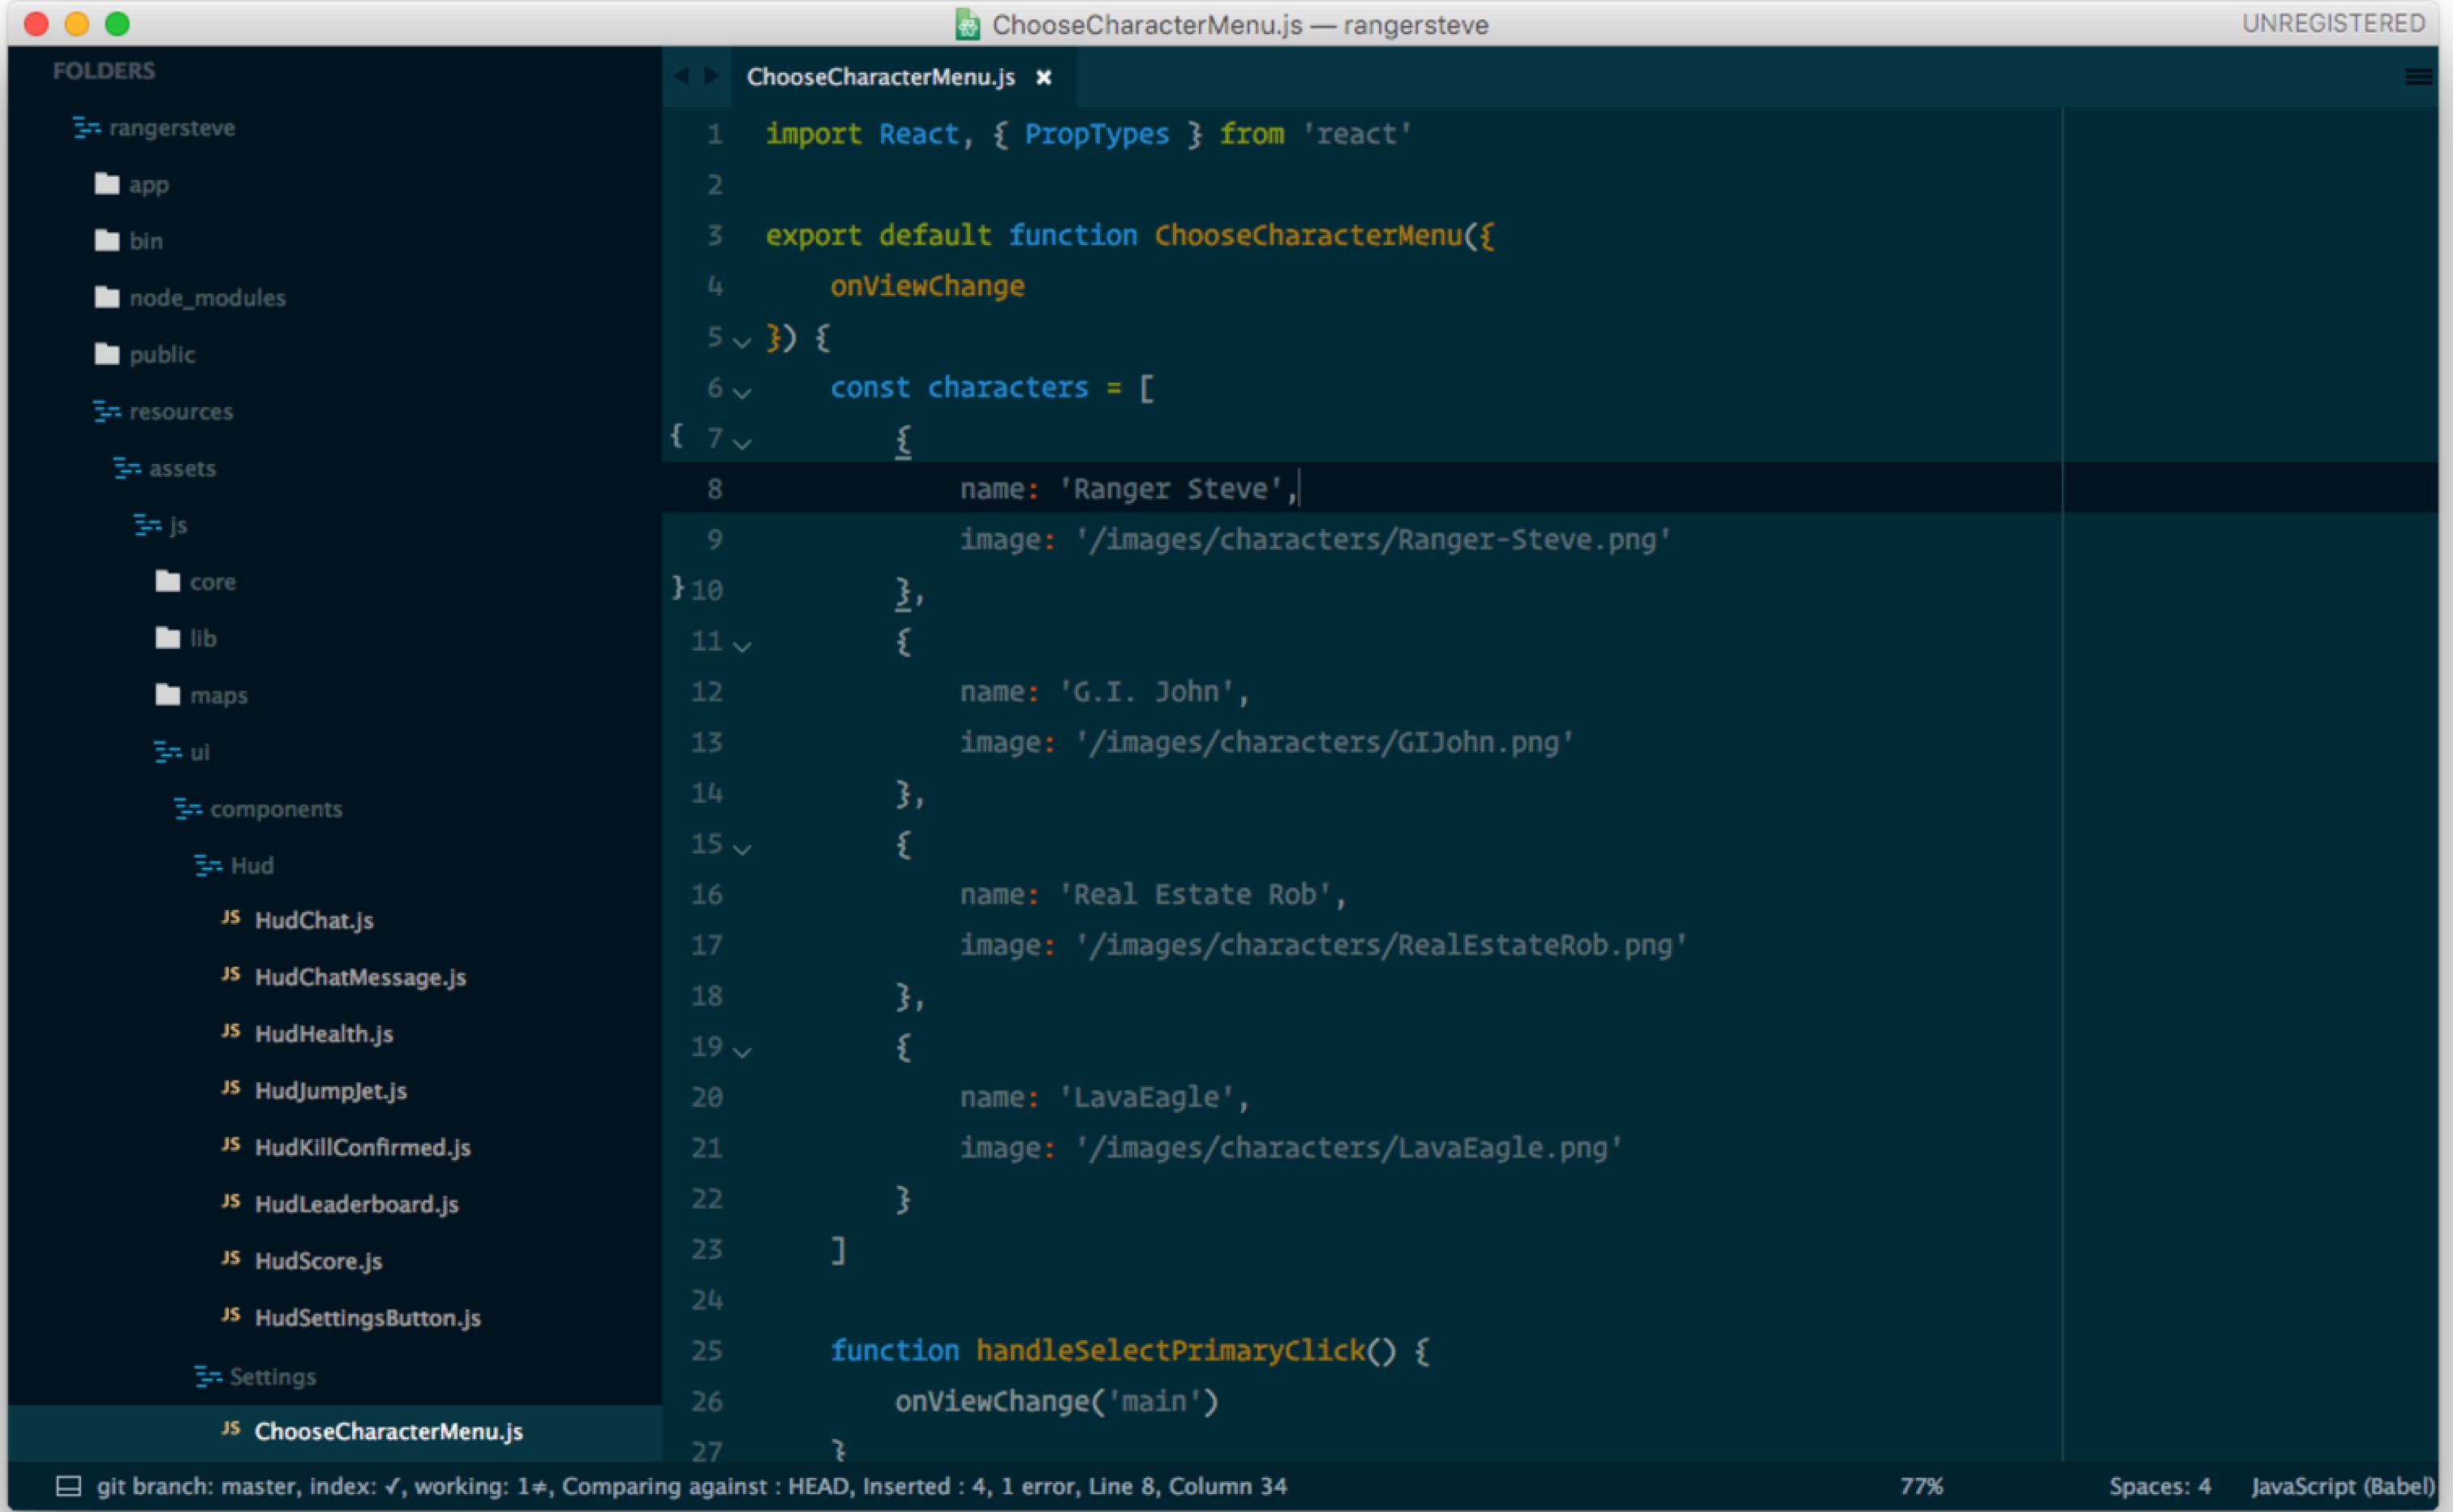 ChooseCharacterMenu.js — rangersteve
UNREGISTERED
FOLDERS
rangersteve
app
bin
node_modules
public
resources
assets
js
core
lib
maps
ui
components
Hud
JS HudChat.js
JS HudChatMessage.js
JS HudHealth.js
JS HudJumpJet.js
JS HudKillConfirmed.js
JS HudLeaderboard.js
JS HudScore.js
JS HudSettingsButton.js
Settings
JS ChooseCharacterMenu.js
ChooseCharacterMenu.js ×
1 import React, { PropTypes } from 'react'
2
3 export default function ChooseCharacterMenu({
4     onViewChange
5 }) {
6     const characters = [
{ 7         {
8             name: 'Ranger Steve',
9             image: '/images/characters/Ranger-Steve.png'
} 10         },
11         {
12             name: 'G.I. John',
13             image: '/images/characters/GIJohn.png'
14         },
15         {
16             name: 'Real Estate Rob',
17             image: '/images/characters/RealEstateRob.png'
18         },
19         {
20             name: 'LavaEagle',
21             image: '/images/characters/LavaEagle.png'
22         }
23     ]
24
25     function handleSelectPrimaryClick() {
26         onViewChange('main')
27     }
git branch: master, index: ✓, working: 1≠, Comparing against : HEAD, Inserted : 4, 1 error, Line 8, Column 34
77%
Spaces: 4
JavaScript (Babel)